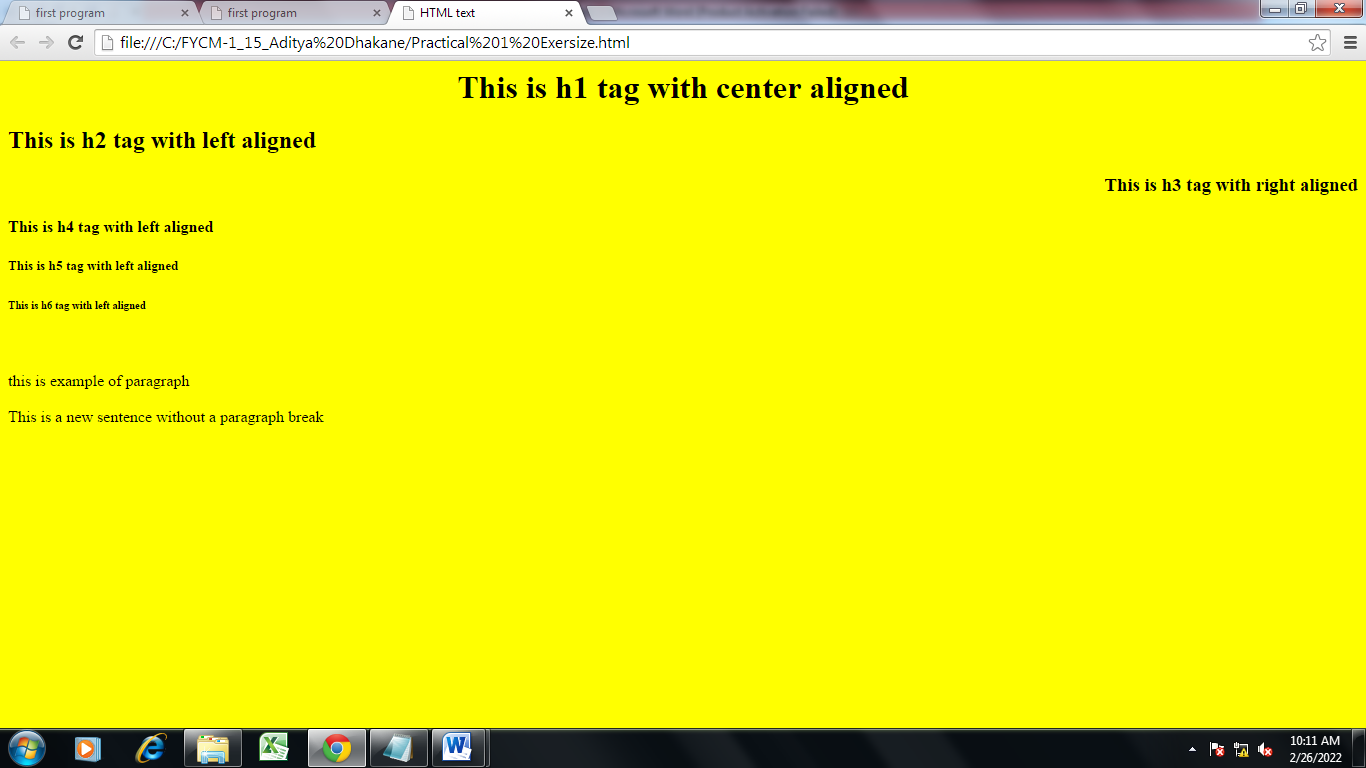 first program
first program
HTML text
file:///C:/FYCM-1_15_Aditya%20Dhakane/Practical%201%20Exersize.html
This is h1 tag with center aligned
This is h2 tag with left aligned
This is h3 tag with right aligned
This is h4 tag with left aligned
This is h5 tag with left aligned
This is h6 tag with left aligned
this is example of paragraph
This is a new sentence without a paragraph break
10:11 AM
2/26/2022